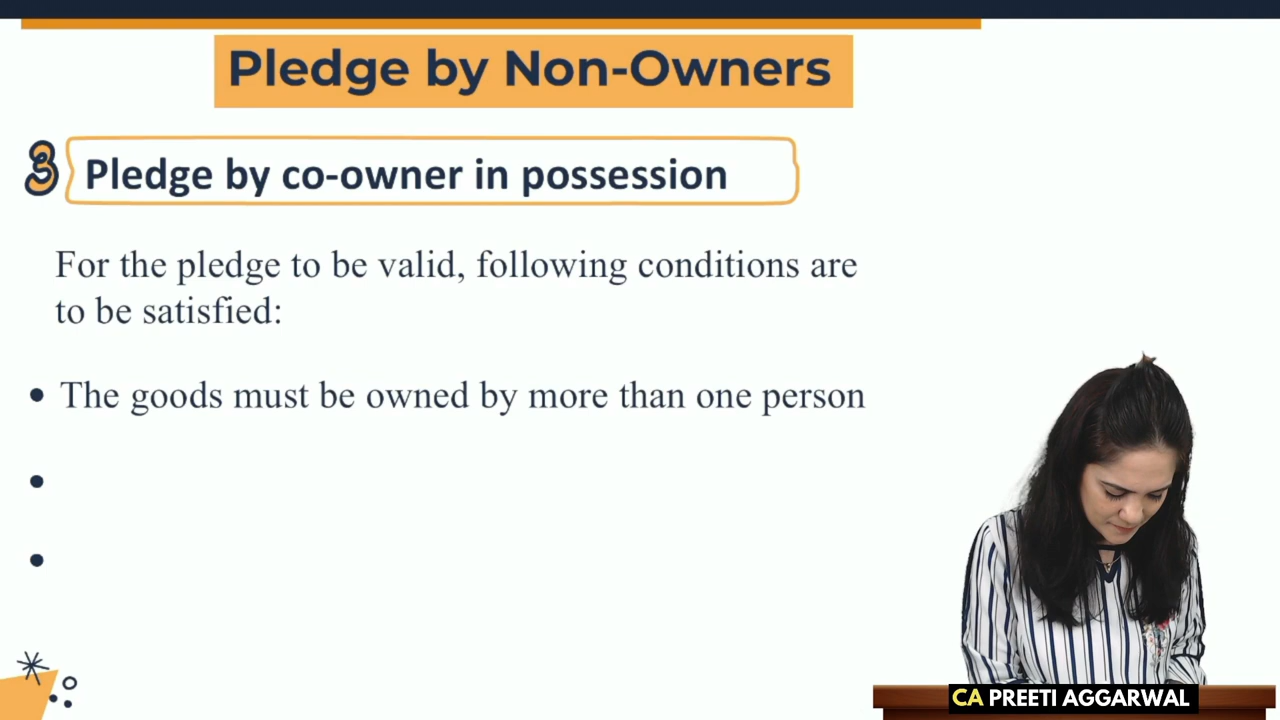 Pledge by Non-Owners
3 Pledge by co-owner in possession
For the pledge to be valid, following conditions are
to be satisfied:
• The goods must be owned by more than one person
•
•
CA PREETI AGGARWAL